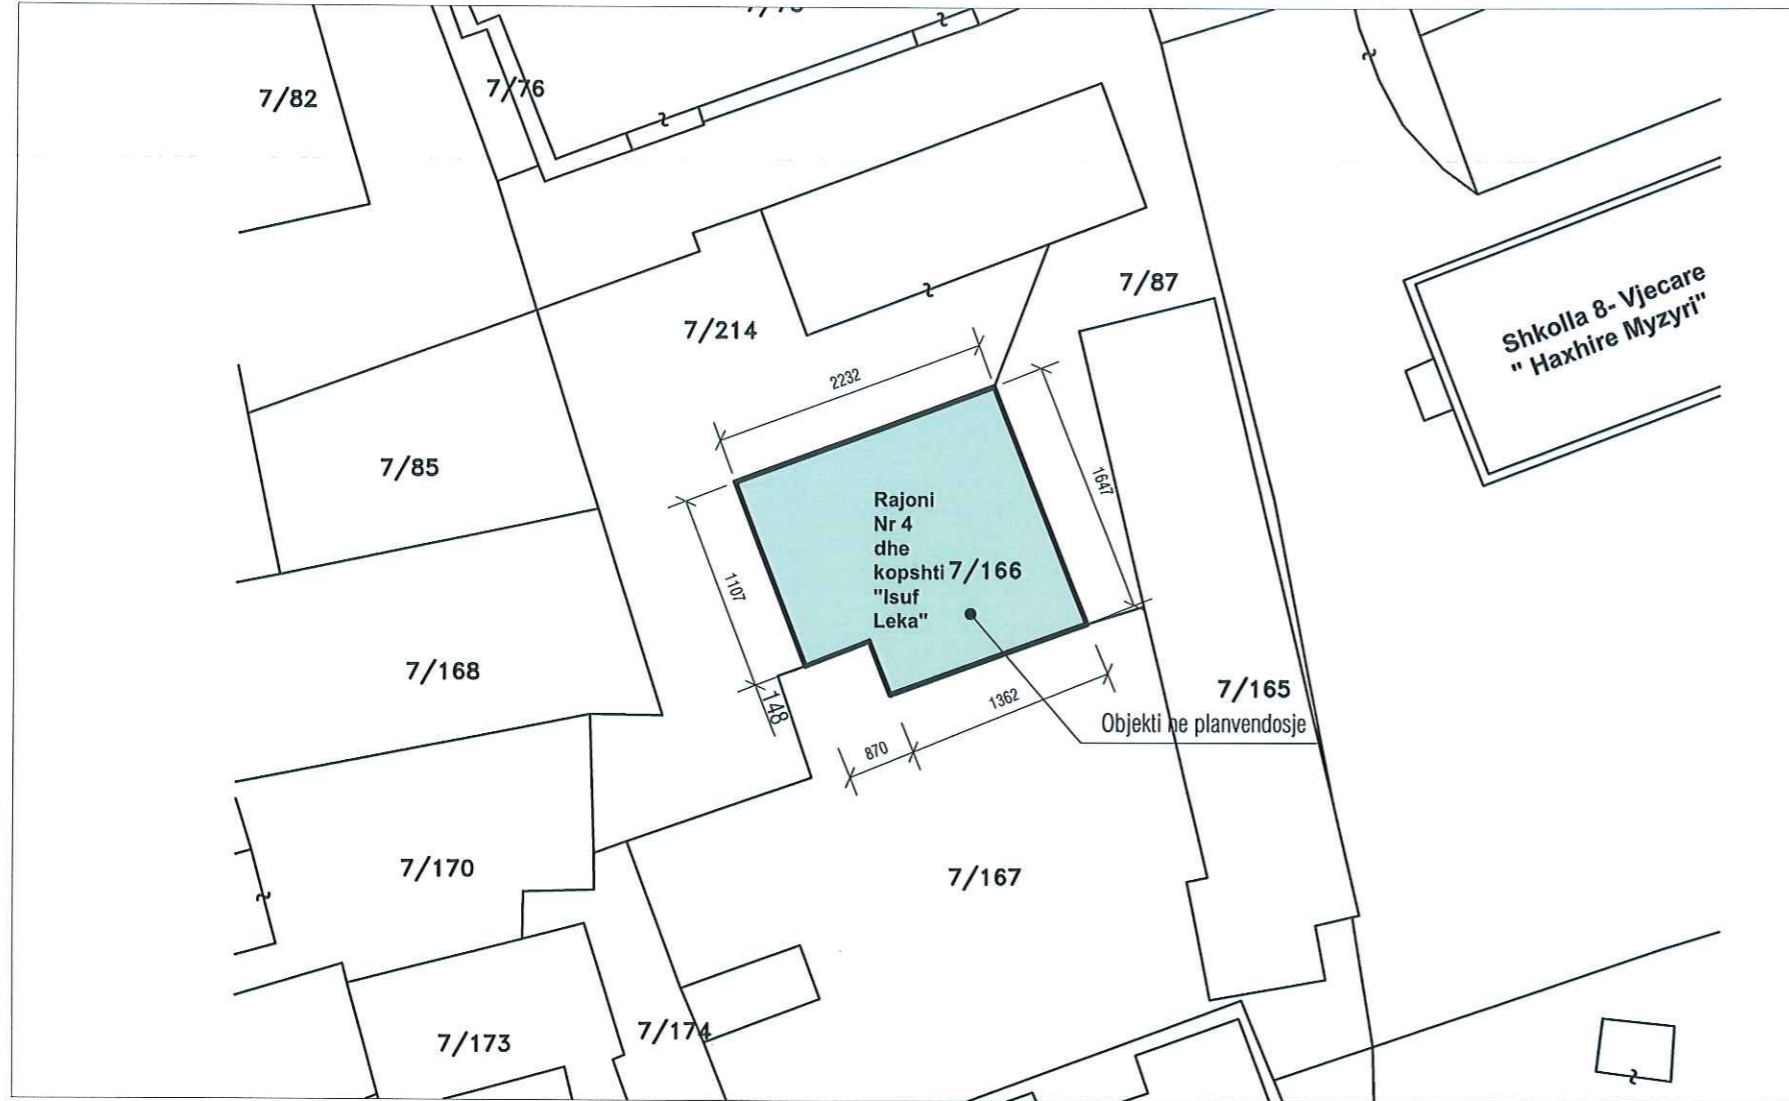 7/82
7/76
7/87
7/214
Shkolla 8- Vjecare
" Haxhire Myzyri"
2232
7/85
1647
Rajoni
Nr 4
dhe
kopshti 7/166
"Isuf
Leka"
1107
7/168
148
1362
7/165
Objekti ne planvendosje
870
7/170
7/167
7/173
7/174